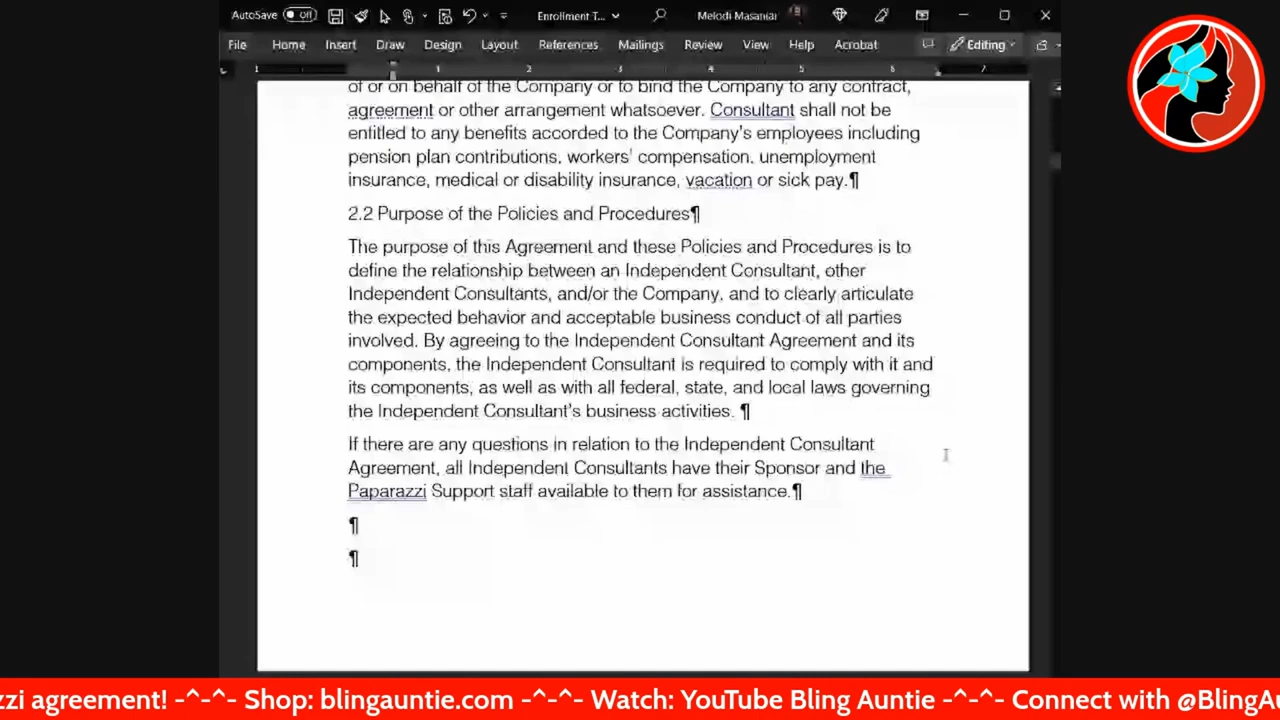 AutoSave Off Enrollment T... Melodi Masaniai
File Home Insert Draw Design Layout References Mailings Review View Help Acrobat Editing
1 1 2 3 4 5 6 7
of or on behalf of the Company or to bind the Company to any contract,
agreement or other arrangement whatsoever. Consultant shall not be
entitled to any benefits accorded to the Company's employees including
pension plan contributions, workers' compensation, unemployment
insurance, medical or disability insurance, vacation or sick pay.¶
2.2 Purpose of the Policies and Procedures¶
The purpose of this Agreement and these Policies and Procedures is to
define the relationship between an Independent Consultant, other
Independent Consultants, and/or the Company, and to clearly articulate
the expected behavior and acceptable business conduct of all parties
involved. By agreeing to the Independent Consultant Agreement and its
components, the Independent Consultant is required to comply with it and
its components, as well as with all federal, state, and local laws governing
the Independent Consultant's business activities. ¶
If there are any questions in relation to the Independent Consultant
Agreement, all Independent Consultants have their Sponsor and the
Paparazzi Support staff available to them for assistance.¶
¶
¶
zzi agreement! -^-^- Shop: blingauntie.com -^-^- Watch: YouTube Bling Auntie -^-^- Connect with @BlingAu